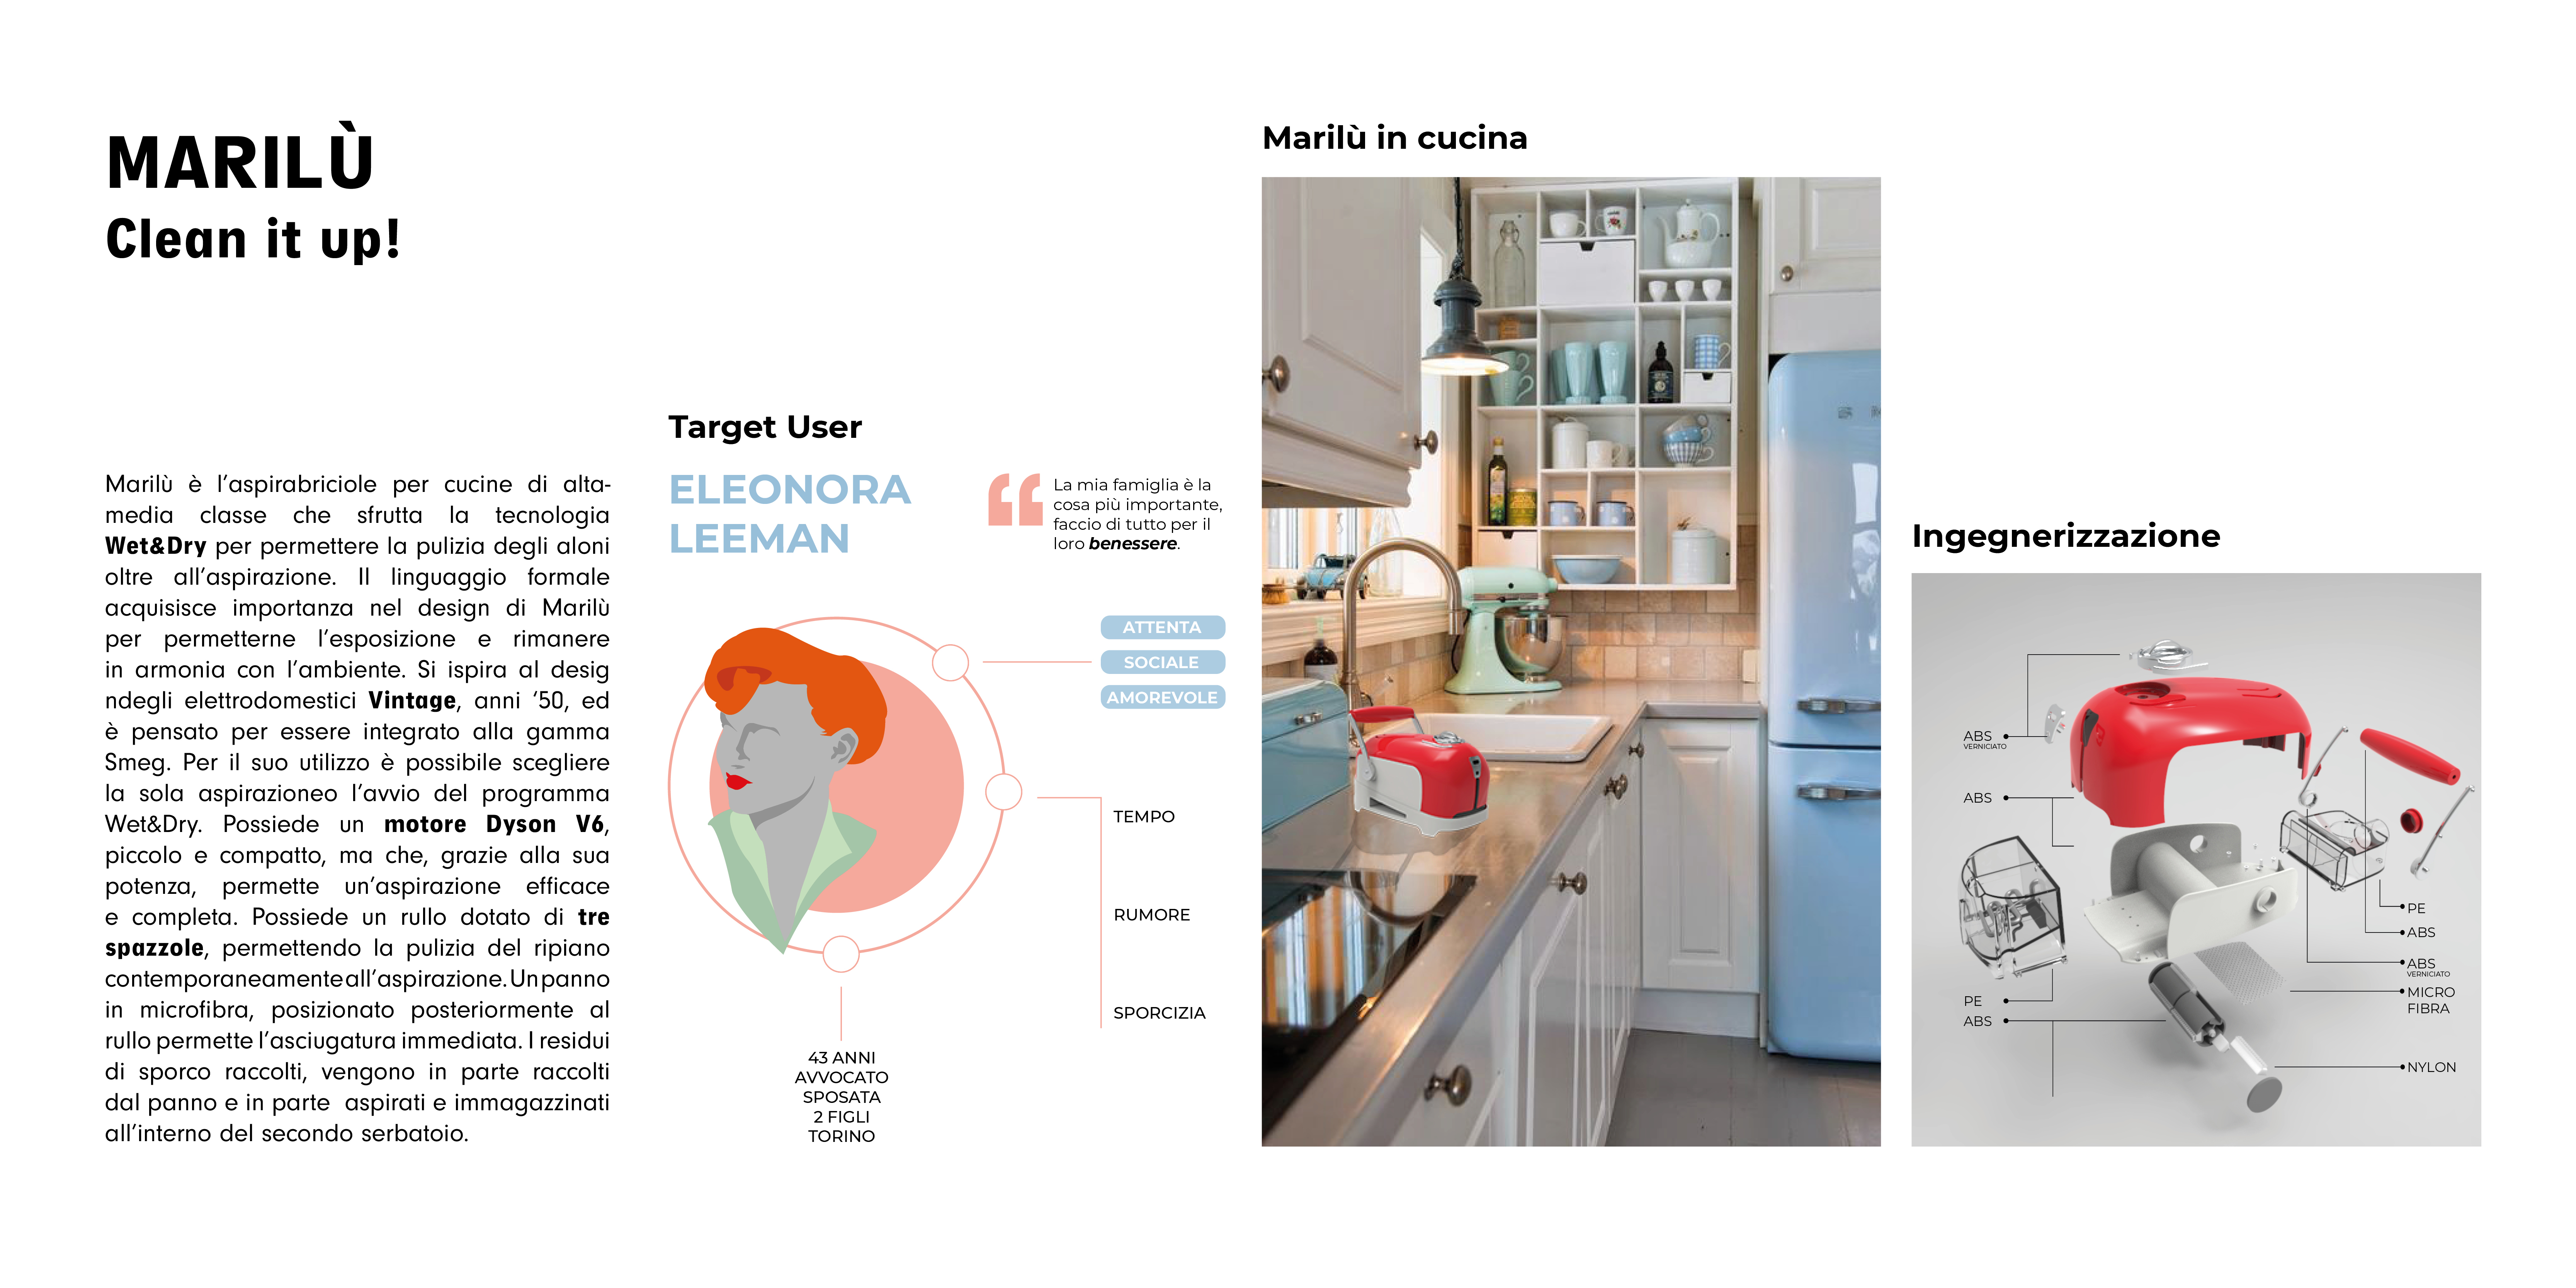 MARILÙ
Clean it up!
Marilù è l'aspirabriciole per cucine di alta-
media classe che sfrutta la tecnologia
Wet&Dry per permettere la pulizia degli aloni
oltre all'aspirazione. Il linguaggio formale
acquisisce importanza nel design di Marilù
per permetterne l'esposizione e rimanere
in armonia con l'ambiente. Si ispira al desig
ndegli elettrodomestici Vintage, anni '50, ed
è pensato per essere integrato alla gamma
Smeg. Per il suo utilizzo è possibile scegliere
la sola aspirazioneo l'avvio del programma
Wet&Dry. Possiede un motore Dyson V6,
piccolo e compatto, ma che, grazie alla sua
potenza, permette un'aspirazione efficace
e completa. Possiede un rullo dotato di tre
spazzole, permettendo la pulizia del ripiano
contemporaneamente all'aspirazione. Un panno
in microfibra, posizionato posteriormente al
rullo permette l'asciugatura immediata. I residui
di sporco raccolti, vengono in parte raccolti
dal panno e in parte aspirati e immagazzinati
all'interno del secondo serbatoio.
Target User
ELEONORA
LEEMAN
“
La mia famiglia è la
cosa più importante,
faccio di tutto per il
loro benessere.
ATTENTA
SOCIALE
AMOREVOLE
TEMPO
RUMORE
SPORCIZIA
43 ANNI
AVVOCATO
SPOSATA
2 FIGLI
TORINO
Marilù in cucina
S M
Ingegnerizzazione
ABS
VERNICIATO
ABS
PE
ABS
PE
ABS
ABS
VERNICIATO
MICRO
FIBRA
NYLON